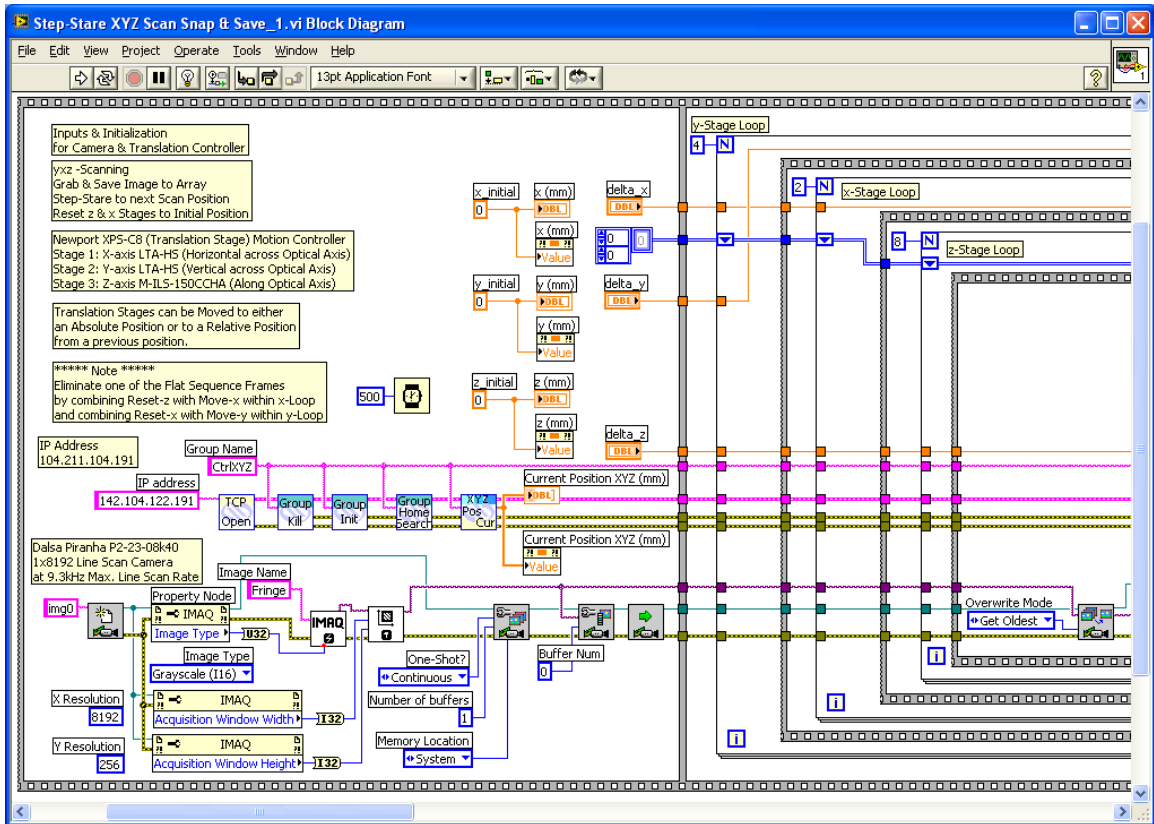 Step-Stare XYZ Scan Snap & Save_1.vi Block Diagram
File Edit View Project Operate Tools Window Help
13pt Application Font
1
Inputs & Initialization
for Camera & Translation Controller
yxz -Scanning
Grab & Save Image to Array
Step-Stare to next Scan Position
Reset z & x Stages to Initial Position
Newport XPS-C8 (Translation Stage) Motion Controller
Stage 1: X-axis LTA-HS (Horizontal across Optical Axis)
Stage 2: Y-axis LTA-HS (Vertical across Optical Axis)
Stage 3: Z-axis M-ILS-150CCHA (Along Optical Axis)
Translation Stages can be Moved to either
an Absolute Position or to a Relative Position
from a previous position.
***** Note *****
Eliminate one of the Flat Sequence Frames
by combining Reset-z with Move-x within x-Loop
and combining Reset-x with Move-y within y-Loop
500
x_initial
0
x (mm)
DBL
x (mm)
Value
delta_x
DBL
0
0
0
y_initial
0
y (mm)
DBL
y (mm)
Value
delta_y
DBL
z_initial
0
z (mm)
DBL
z (mm)
Value
delta_z
DBL
y-Stage Loop
4 N
2 N
x-Stage Loop
8 N
z-Stage Loop
IP Address
104.211.104.191
Group Name
CtrlXYZ
IP address
142.104.122.191
TCP
Open
Group
Kill
Group
Init
Group
Home
Search
XYZ
Pos
Cur
Current Position XYZ (mm)
DBL
Current Position XYZ (mm)
Value
Dalsa Piranha P2-23-08k40
1x8192 Line Scan Camera
at 9.3kHz Max. Line Scan Rate
img0
Image Name
Fringe
Property Node
IMAQ
Image Type
U32
IMAQ
Image Type
Grayscale (I16)
X Resolution
8192
IMAQ
Acquisition Window Width
I32
Y Resolution
256
IMAQ
Acquisition Window Height
I32
One-Shot?
Continuous
Number of buffers
1
Memory Location
System
Buffer Num
0
Overwrite Mode
Get Oldest
i
i
i